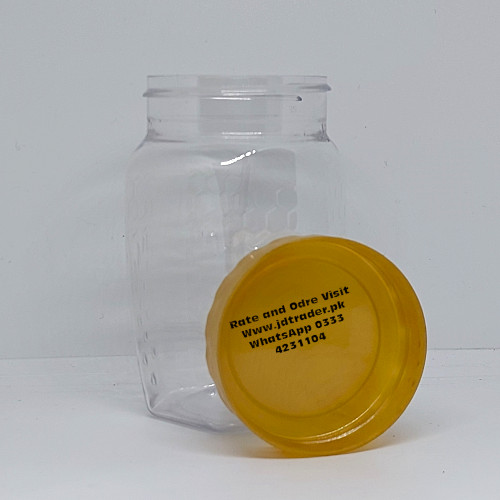 Rate and Odre Visit
Www.jdtrader.pk
WhatsApp 0333
4231104